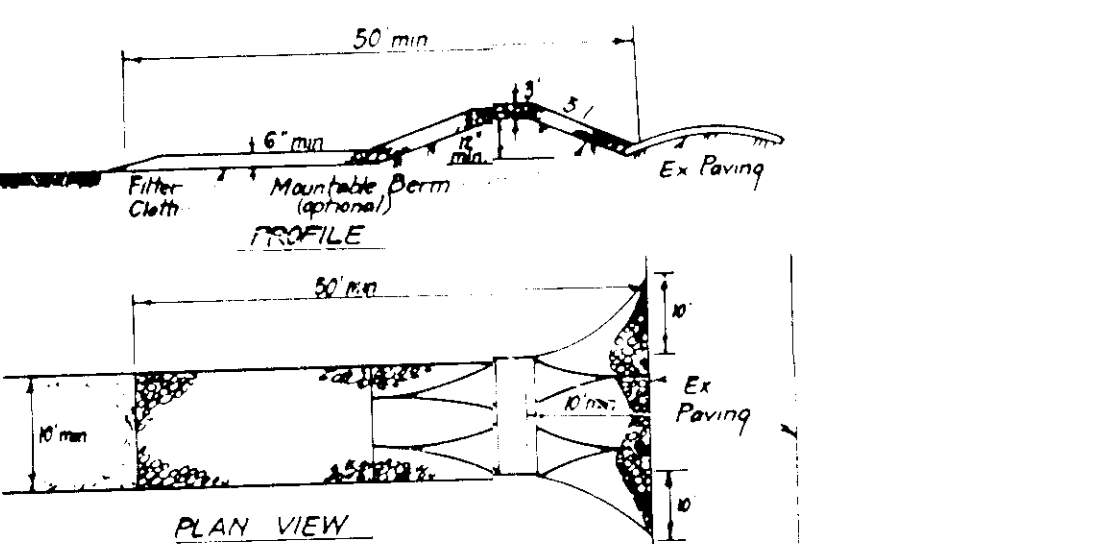 50' min
3'
3/
6" min
12"
min.
Filter
Cloth
Mountable Berm
(optional)
Ex Paving
PROFILE
50' min
10'
10' min
10' min
Ex
Paving
10'
PLAN VIEW